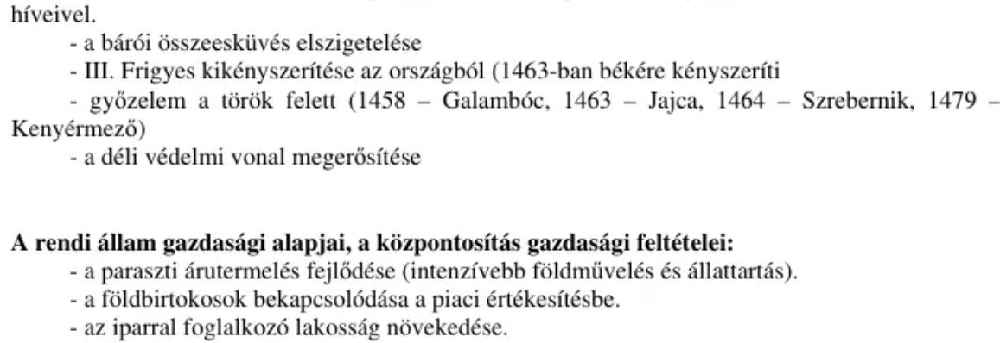 híveivel.
- a bárói összeesküvés elszigetelése
- III. Frigyes kikényszerítése az országból (1463-ban békére kényszeríti
- győzelem a török felett (1458 – Galambóc, 1463 – Jajca, 1464 – Szrebernik, 1479 –
Kenyérmező)
- a déli védelmi vonal megerősítése
A rendi állam gazdasági alapjai, a központosítás gazdasági feltételei:
- a paraszti árutermelés fejlődése (intenzívebb földművelés és állattartás).
- a földbirtokosok bekapcsolódása a piaci értékesítésbe.
- az iparral foglalkozó lakosság növekedése.